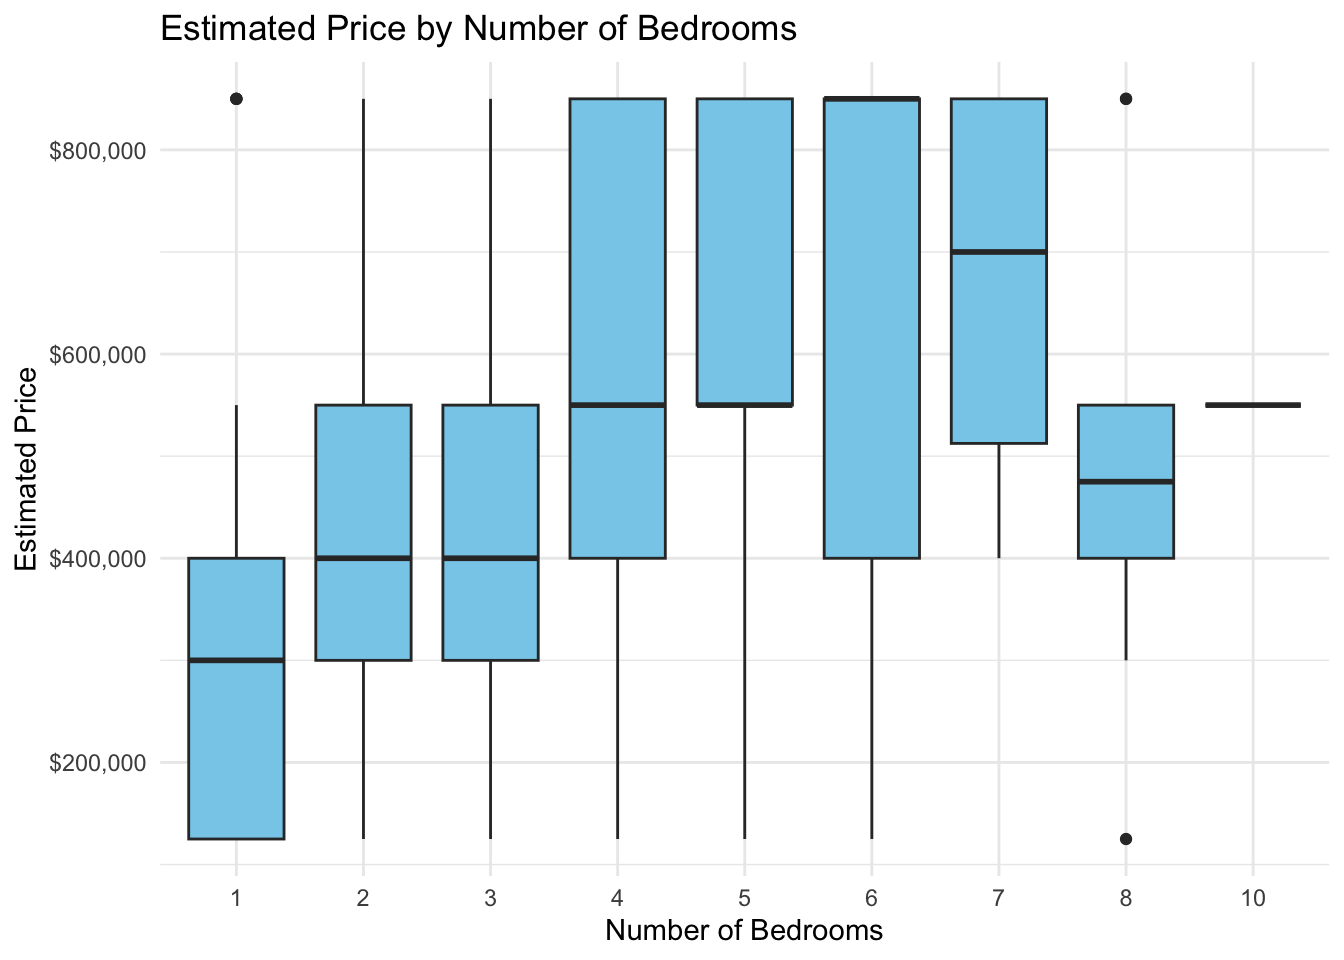 Estimated Price by Number of Bedrooms
Estimated Price
$800,000
$600,000
$400,000
$200,000
1 2 3 4 5 6 7 8 10
Number of Bedrooms